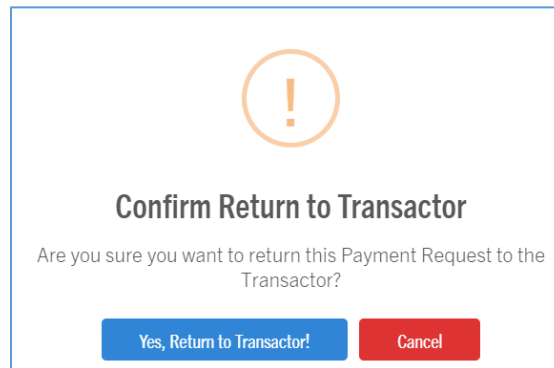 !
Confirm Return to Transactor
Are you sure you want to return this Payment Request to the
Transactor?
Yes, Return to Transactor!
Cancel